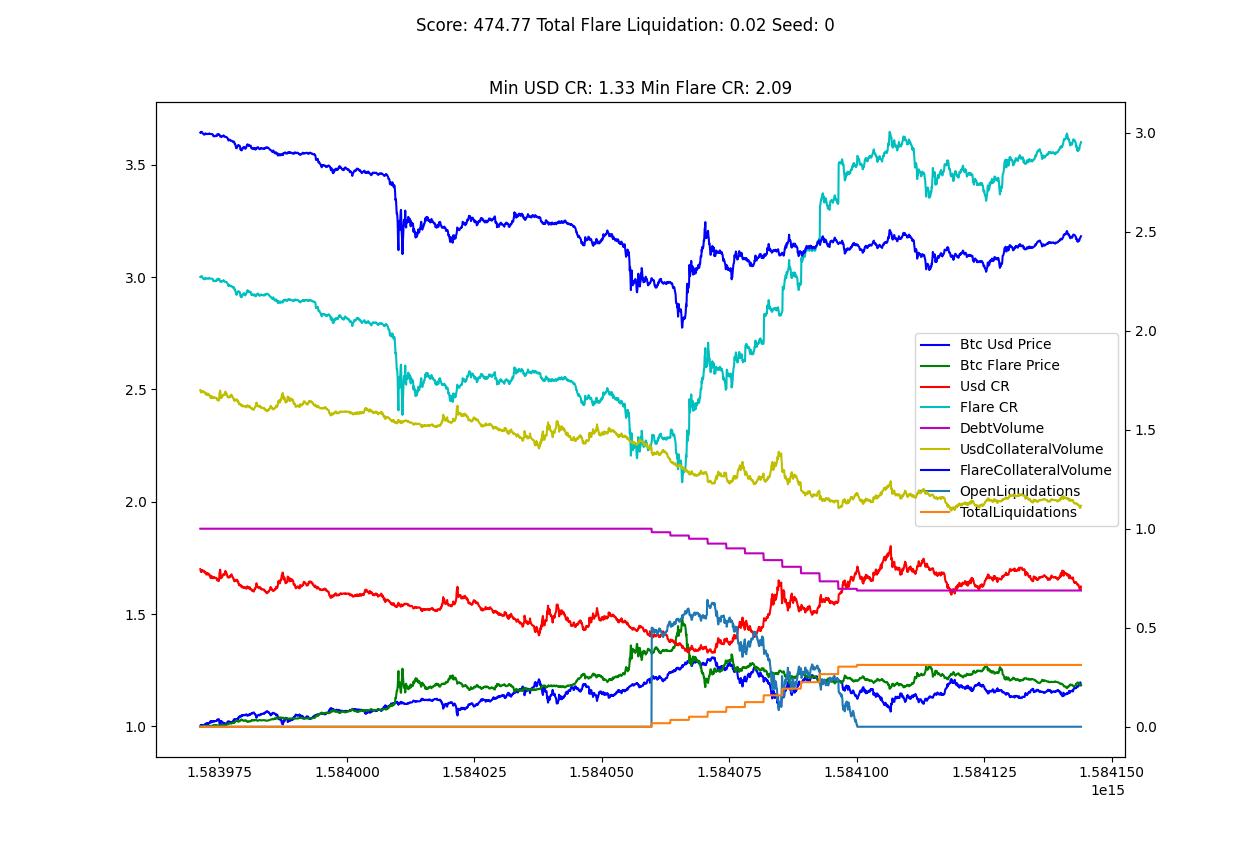 Score: 474.77 Total Flare Liquidation: 0.02 Seed: 0
Min USD CR: 1.33 Min Flare CR: 2.09
3.5
3.0
2.5
2.0
1.5
1.0
3.0
2.5
2.0
1.5
1.0
0.5
0.0
Btc Usd Price
Btc Flare Price
Usd CR
Flare CR
DebtVolume
UsdCollateralVolume
FlareCollateralVolume
OpenLiquidations
TotalLiquidations
1.583975 1.584000 1.584025 1.584050 1.584075 1.584100 1.584125 1.584150
1e15